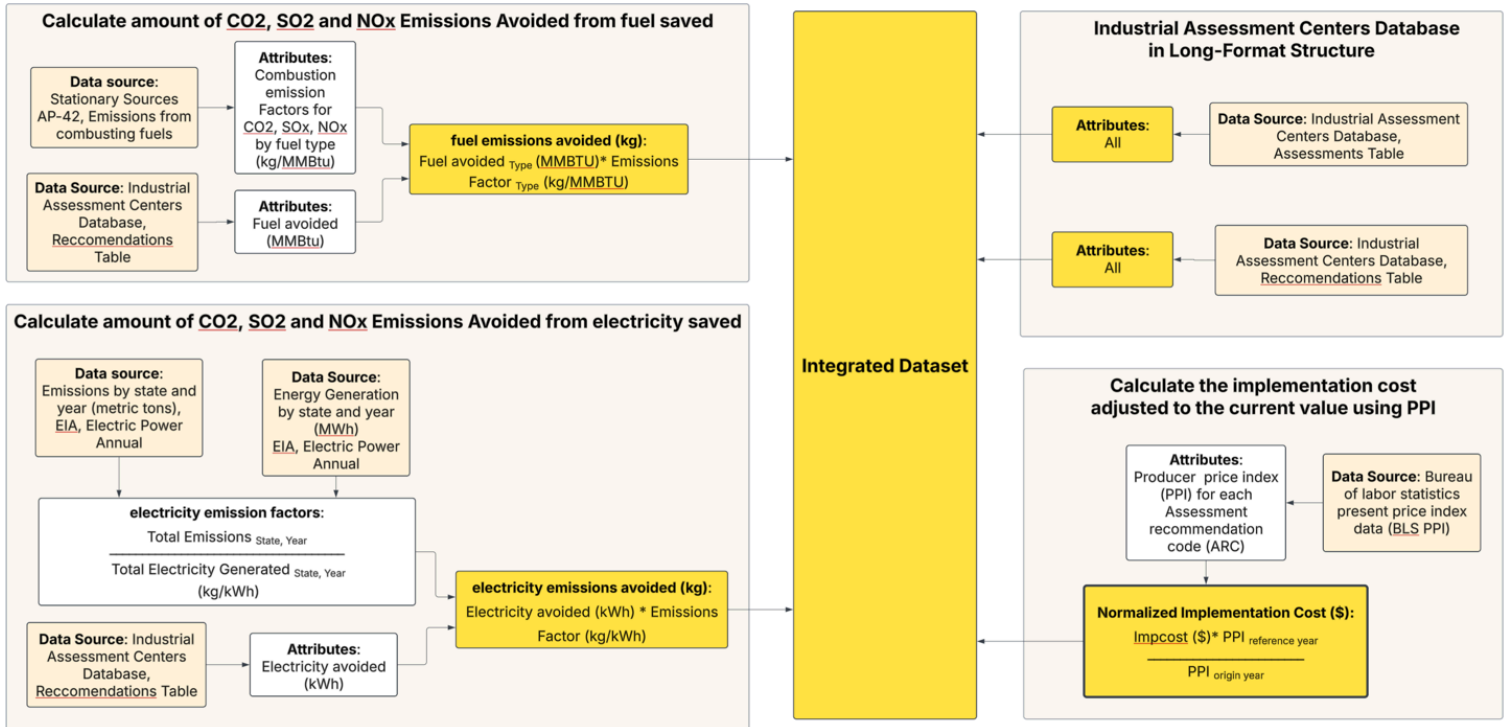 Calculate amount of CO2, SO2 and NOx Emissions Avoided from fuel saved
Data source:
Stationary Sources
AP-42, Emissions from
combusting fuels
Attributes:
Combustion
emission
Factors for
CO2, SOx, NOx
by fuel type
(kg/MMBtu)
Data Source: Industrial
Assessment Centers
Database,
Reccomendations
Table
Attributes:
Fuel avoided
(MMBtu)
fuel emissions avoided (kg):
Fuel avoided Type (MMBTU)* Emissions
Factor Type (kg/MMBTU)
Calculate amount of CO2, SO2 and NOx Emissions Avoided from electricity saved
Data source:
Emissions by state and
year (metric tons),
EIA, Electric Power
Annual
Data Source:
Energy Generation
by state and year
(MWh)
EIA, Electric Power
Annual
electricity emission factors:
Total Emissions State, Year
Total Electricity Generated State, Year
(kg/kWh)
Data Source: Industrial
Assessment Centers
Database,
Reccomendations Table
Attributes:
Electricity avoided
(kWh)
electricity emissions avoided (kg):
Electricity avoided (kWh) * Emissions
Factor (kg/kWh)
Integrated Dataset
Industrial Assessment Centers Database
in Long-Format Structure
Attributes:
All
Data Source: Industrial Assessment
Centers Database,
Assessments Table
Attributes:
All
Data Source: Industrial
Assessment Centers Database,
Reccomendations Table
Calculate the implementation cost
adjusted to the current value using PPI
Attributes:
Producer price index
(PPI) for each
Assessment
recommendation
code (ARC)
Data Source: Bureau
of labor statistics
present price index
data (BLS PPI)
Normalized Implementation Cost ($):
Impcost ($)* PPI reference year
PPI origin year